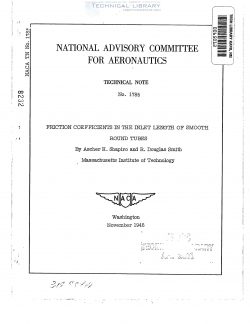 TECHNICAL LIBRARY
NACA TN No. 1785
8232
NATIONAL ADVISORY COMMITTEE
FOR AERONAUTICS
TECHNICAL NOTE
No. 1785
FRICTION COEFFICIENTS IN THE INLET LENGTH OF SMOOTH
ROUND TUBES
By Ascher H. Shapiro and R. Douglas Smith
Massachusetts Institute of Technology
NACA
Washington
November 1948